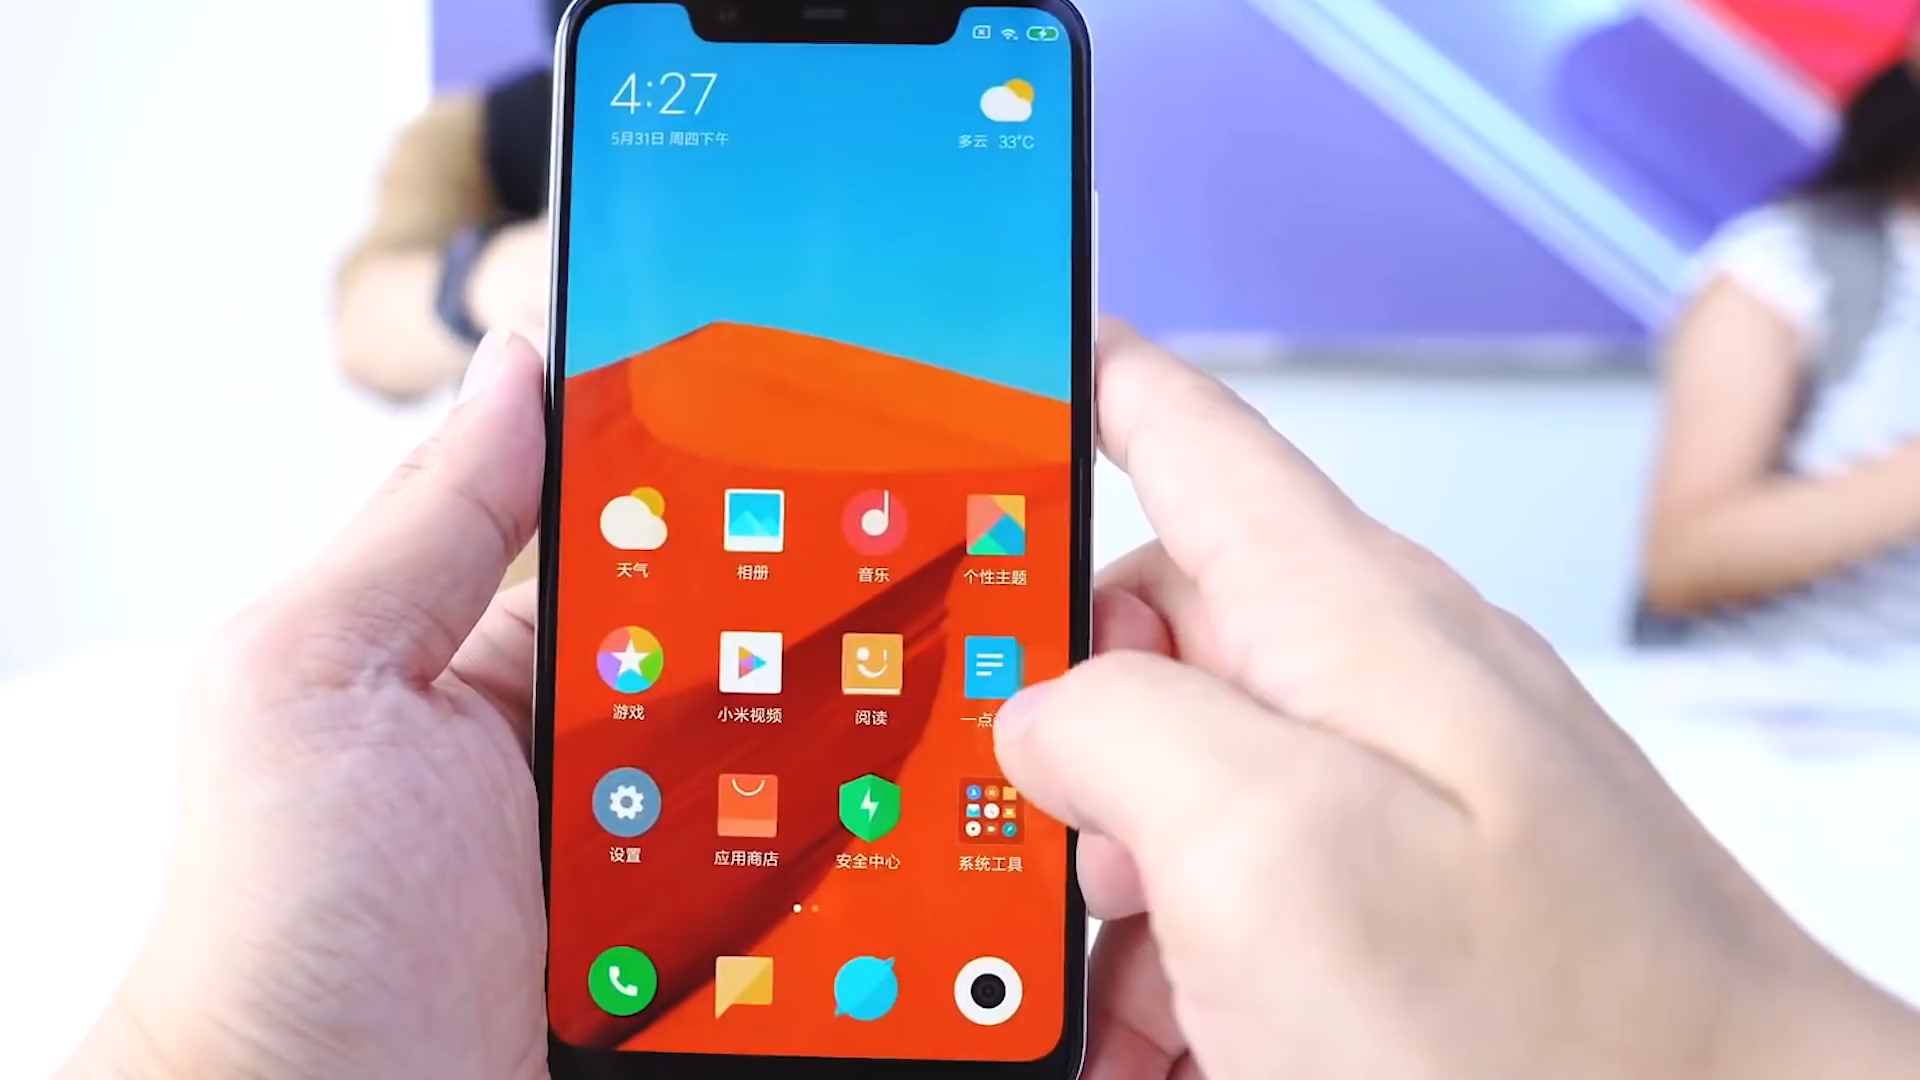 4:27
5月31日 周四下午
多云 33°C
天气
相册
音乐
个性主题
游戏
小米视频
阅读
一点
设置
应用商店
安全中心
系统工具